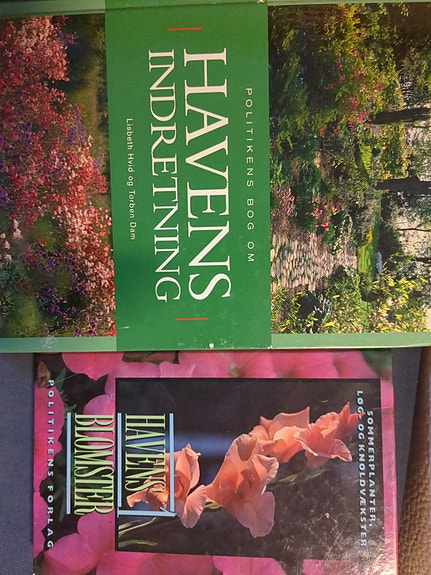 POLITIKENS BOG OM
HAVENS
INDRETNING
Lisbeth Hvid og Torben Dam
SOMMERPLANTER,
LØG- OG KNOLDVÆKSTER
HAVENS
BLOMSTER
POLITIKENS FORLAG